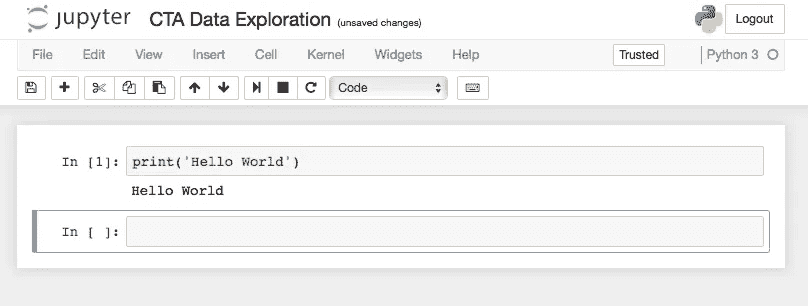 jupyter CTA Data Exploration (unsaved changes) Logout
File Edit View Insert Cell Kernel Widgets Help Trusted Python 3
Code
In [1]: print('Hello World')
Hello World
In [ ]: